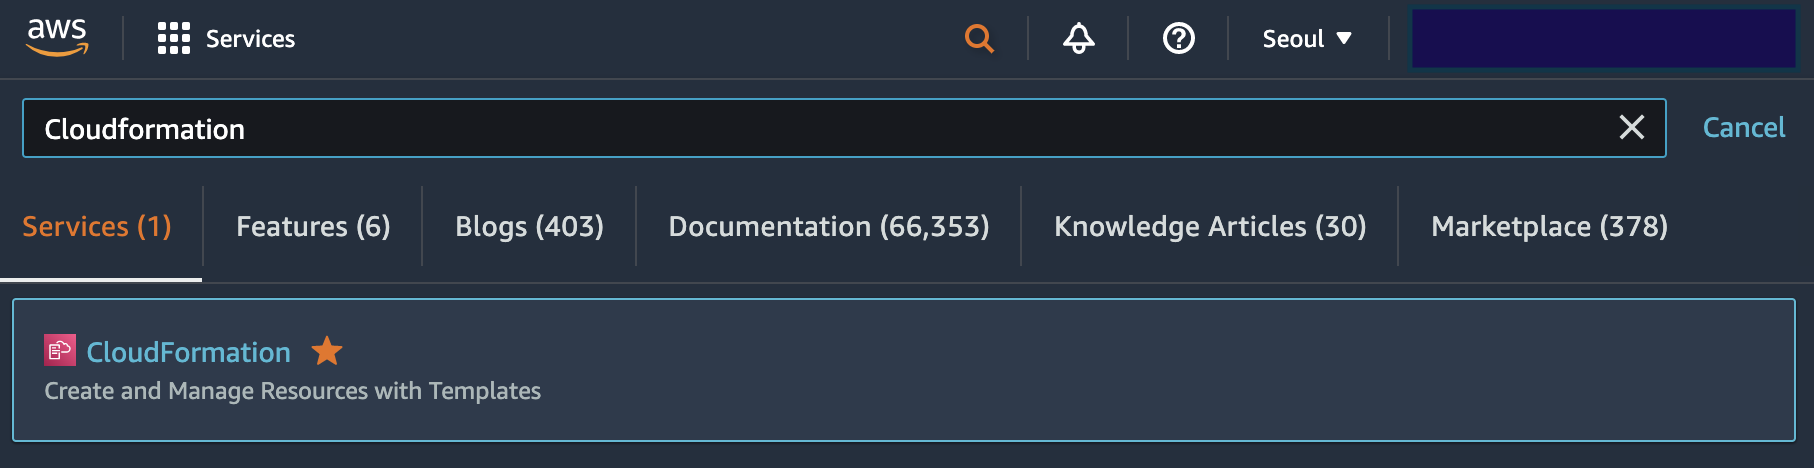 aws Services Seoul
Cloudformation Cancel
Services (1) Features (6) Blogs (403) Documentation (66,353) Knowledge Articles (30) Marketplace (378)
CloudFormation
Create and Manage Resources with Templates